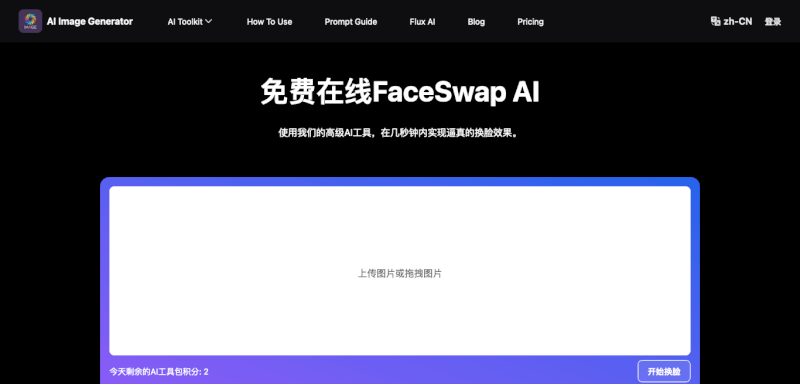 AI Image Generator
AI Toolkit
How To Use
Prompt Guide
Flux AI
Blog
Pricing
zh-CN
登录
免费在线FaceSwap AI
使用我们的高级AI工具，在几秒钟内实现逼真的换脸效果。
上传图片或拖拽图片
今天剩余的AI工具包积分: 2
开始换脸